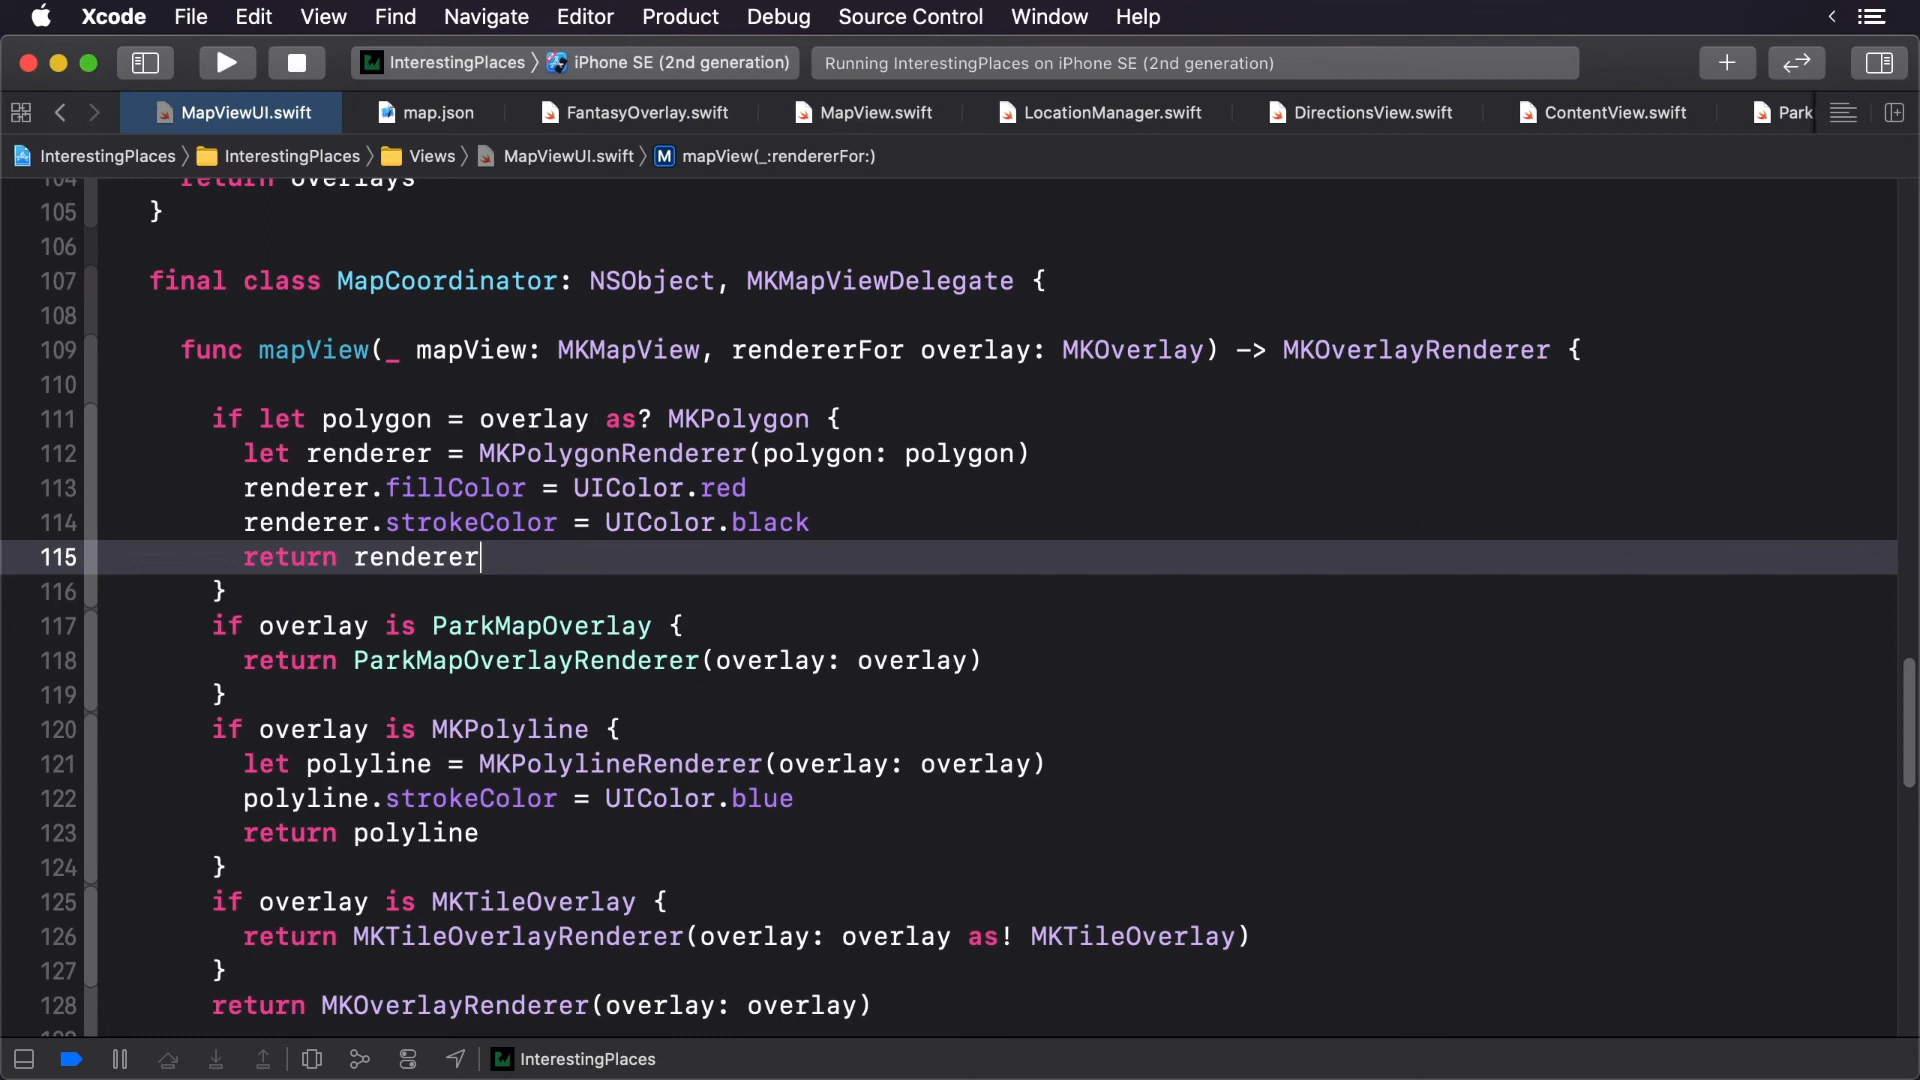 Xcode File Edit View Find Navigate Editor Product Debug Source Control Window Help
InterestingPlaces 〉 iPhone SE (2nd generation) Running InterestingPlaces on iPhone SE (2nd generation)
MapViewUI.swift map.json FantasyOverlay.swift MapView.swift LocationManager.swift DirectionsView.swift ContentView.swift Park
InterestingPlaces 〉 InterestingPlaces 〉 Views 〉 MapViewUI.swift 〉 M mapView(_:rendererFor:)
104 return overlays
105 }
106
107 final class MapCoordinator: NSObject, MKMapViewDelegate {
108
109 func mapView(_ mapView: MKMapView, rendererFor overlay: MKOverlay) -> MKOverlayRenderer {
110
111 if let polygon = overlay as? MKPolygon {
112 let renderer = MKPolygonRenderer(polygon: polygon)
113 renderer.fillColor = UIColor.red
114 renderer.strokeColor = UIColor.black
115 return renderer
116 }
117 if overlay is ParkMapOverlay {
118 return ParkMapOverlayRenderer(overlay: overlay)
119 }
120 if overlay is MKPolyline {
121 let polyline = MKPolylineRenderer(overlay: overlay)
122 polyline.strokeColor = UIColor.blue
123 return polyline
124 }
125 if overlay is MKTileOverlay {
126 return MKTileOverlayRenderer(overlay: overlay as! MKTileOverlay)
127 }
128 return MKOverlayRenderer(overlay: overlay)
InterestingPlaces